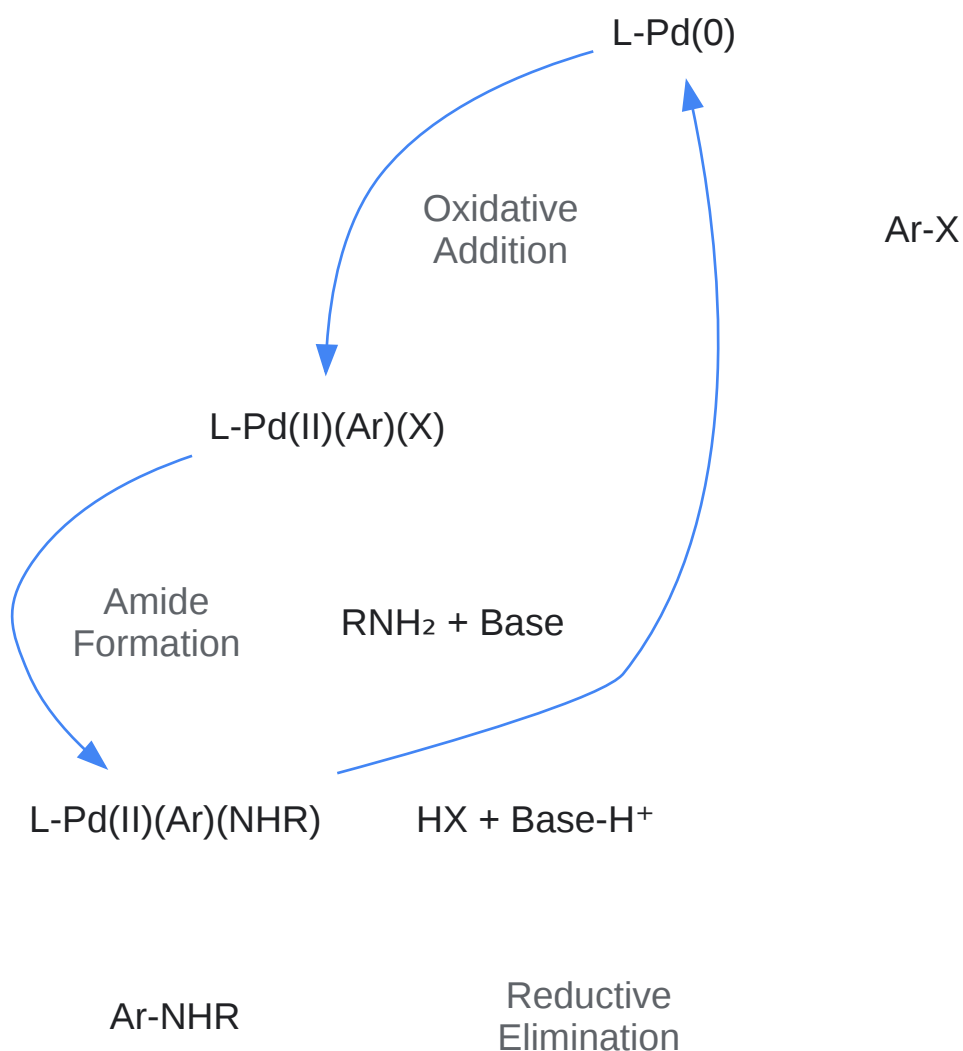 L-Pd(0)
Oxidative
Addition
Ar-X
L-Pd(II)(Ar)(X)
Amide
Formation
RNH₂ + Base
L-Pd(II)(Ar)(NHR)
HX + Base-H⁺
Ar-NHR
Reductive
Elimination